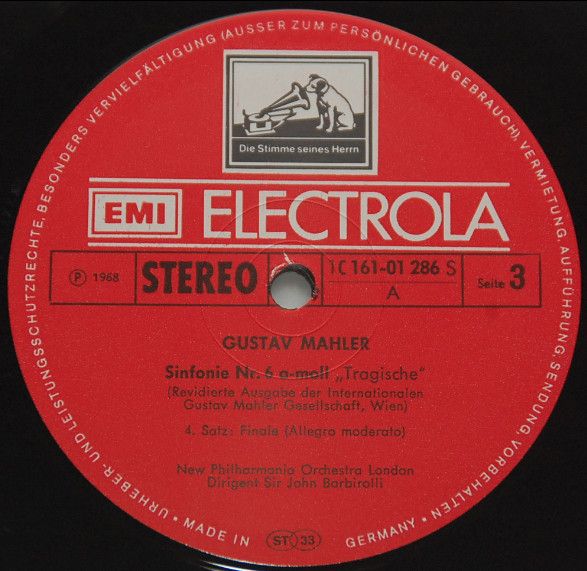 URHEBER- UND LEISTUNGSSCHUTZRECHTE, BESONDERS VERVIELFÄLTIGUNG (AUSSER ZUM PERSÖNLICHEN GEBRAUCH), VERMIETUNG, AUFFÜHRUNG, SENDUNG VORBEHALTEN
Die Stimme seines Herrn
EMI ELECTROLA
Ⓟ 1968 STEREO 1C 161-01 286 S Seite 3
A
GUSTAV MAHLER
Sinfonie Nr. 6 a-moll „Tragische“
(Revidierte Ausgabe der Internationalen
Gustav Mahler Gesellschaft, Wien)
4. Satz: Finale (Allegro moderato)
New Philharmonia Orchestra London
Dirigent Sir John Barbirolli
• MADE IN ST 33 GERMANY •